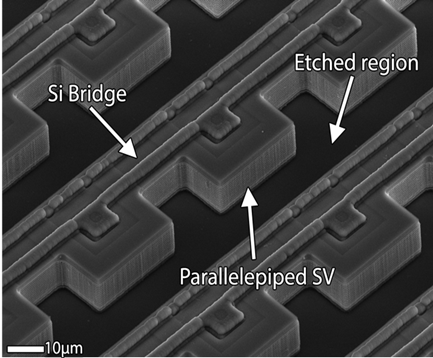 Etched region
Si Bridge
Parallelepiped SV
10μm